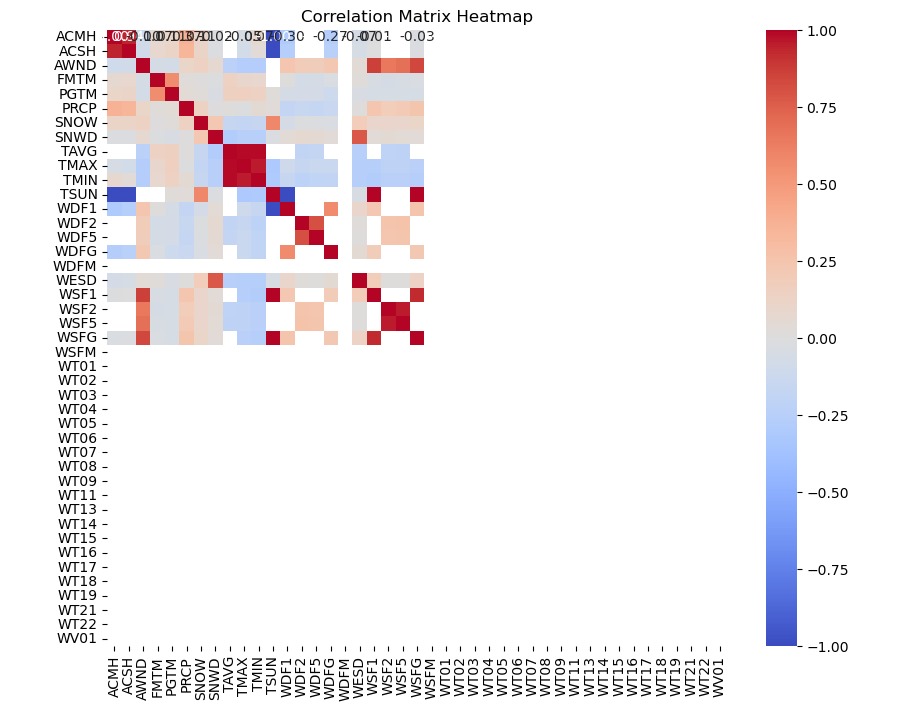 Correlation Matrix Heatmap
ACMH
ACSH
AWND
FMTM
PGTM
PRCP
SNOW
SNWD
TAVG
TMAX
TMIN
TSUN
WDF1
WDF2
WDF5
WDFG
WDFM
WESD
WSF1
WSF2
WSF5
WSFG
WSFM
WT01
WT02
WT03
WT04
WT05
WT06
WT07
WT08
WT09
WT11
WT13
WT14
WT15
WT16
WT17
WT18
WT19
WT21
WT22
WV01
-0.27
-0.03
ACMH
ACSH
AWND
FMTM
PGTM
PRCP
SNOW
SNWD
TAVG
TMAX
TMIN
TSUN
WDF1
WDF2
WDF5
WDFG
WDFM
WESD
WSF1
WSF2
WSF5
WSFG
WSFM
WT01
WT02
WT03
WT04
WT05
WT06
WT07
WT08
WT09
WT11
WT13
WT14
WT15
WT16
WT17
WT18
WT19
WT21
WT22
WV01
1.00
0.75
0.50
0.25
0.00
−0.25
−0.50
−0.75
−1.00